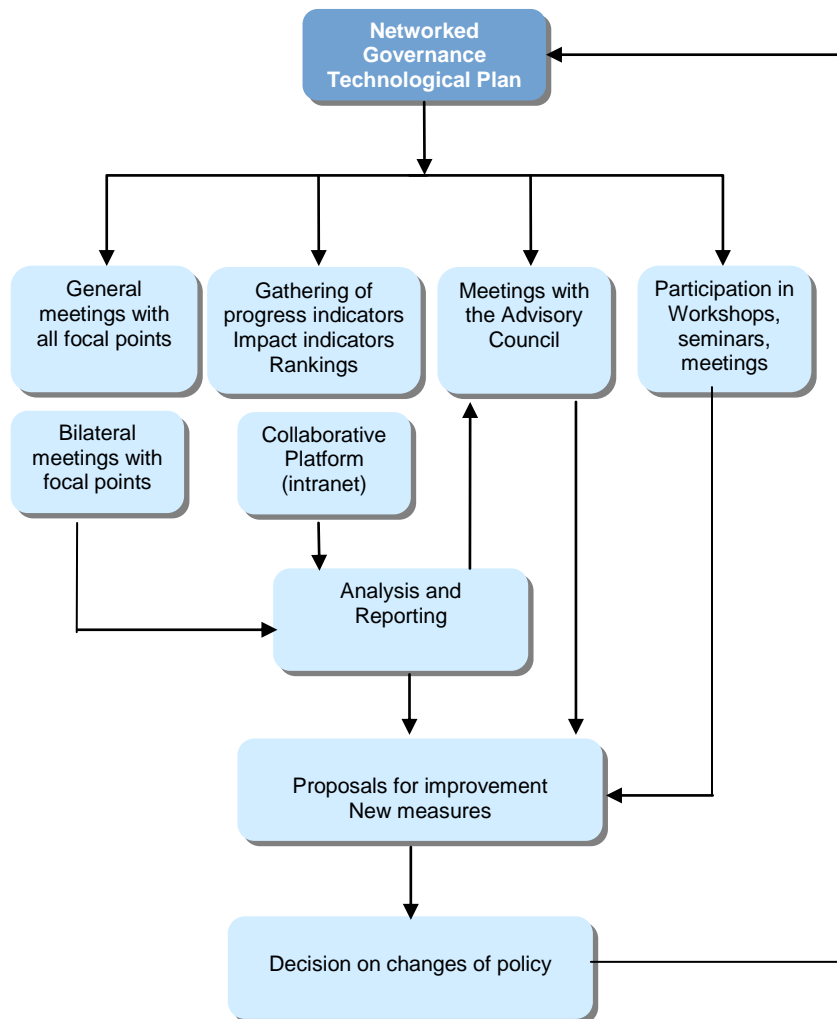 Networked
Governance
Technological Plan
General
meetings with
all focal points
Gathering of
progress indicators
Impact indicators
Rankings
Meetings with
the Advisory
Council
Participation in
Workshops,
seminars,
meetings
Bilateral
meetings with
focal points
Collaborative
Platform
(intranet)
Analysis and
Reporting
Proposals for improvement
New measures
Decision on changes of policy